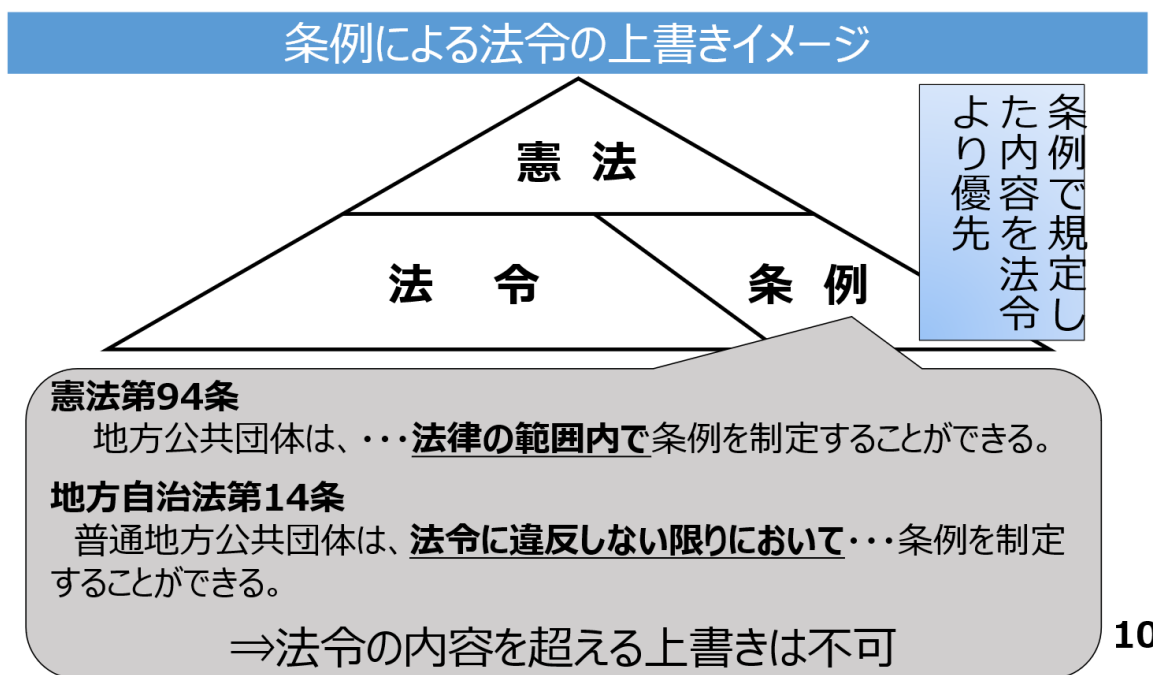 条例による法令の上書きイメージ
憲 法
法 令
条 例
条例で規定し
た内容を法令
より優先
憲法第94条
地方公共団体は、・・・法律の範囲内で条例を制定することができる。
地方自治法第14条
普通地方公共団体は、法令に違反しない限りにおいて・・・条例を制定
することができる。
⇒法令の内容を超える上書きは不可
10